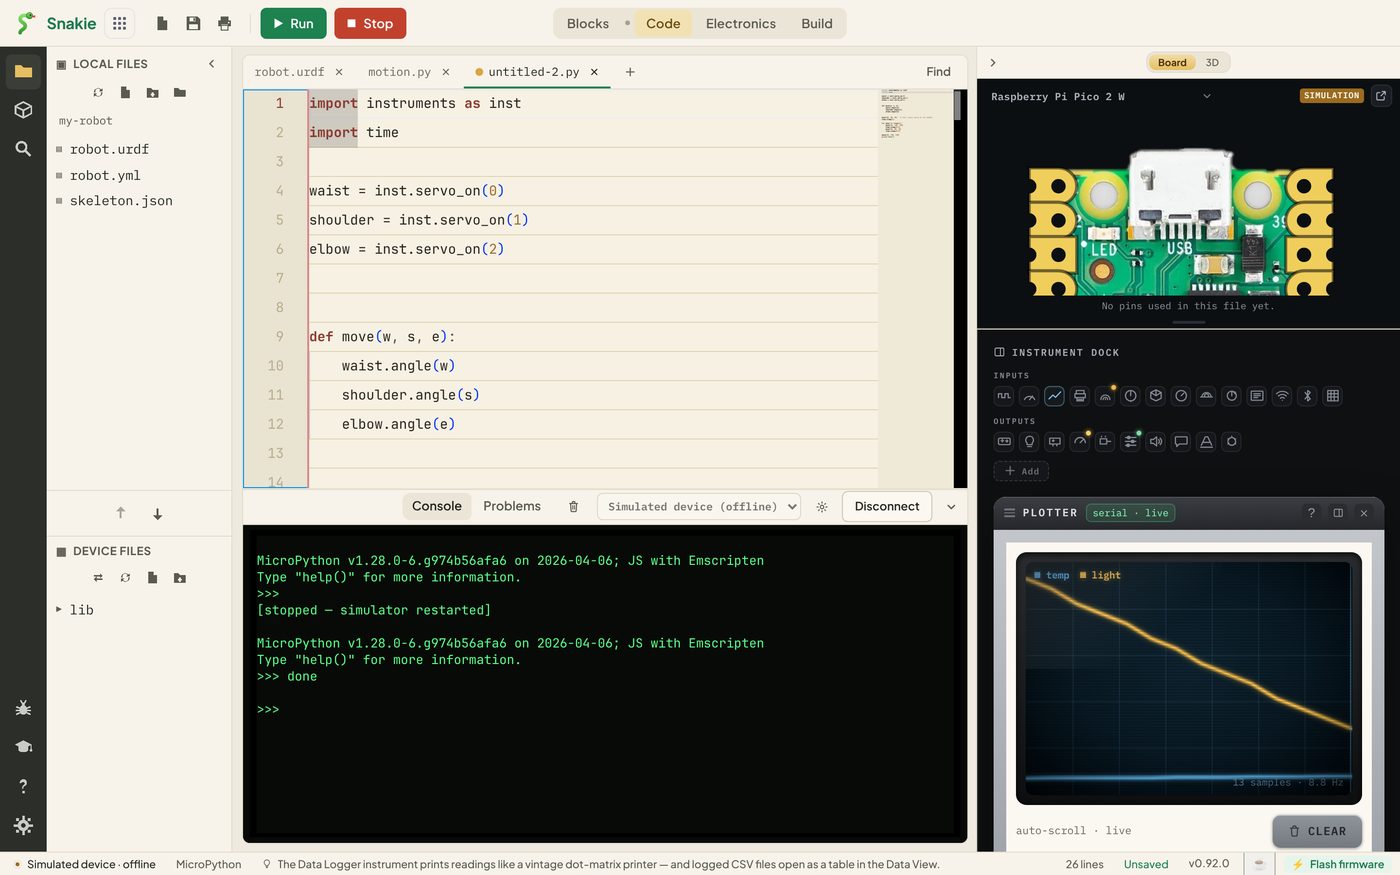 Snakie
Run
Stop
Blocks
Code
Electronics
Build
LOCAL FILES
my-robot
robot.urdf
robot.yml
skeleton.json
DEVICE FILES
lib
robot.urdf ×
motion.py ×
untitled-2.py ×
+
Find
1 import instruments as inst
2 import time
3
4 waist = inst.servo_on(0)
5 shoulder = inst.servo_on(1)
6 elbow = inst.servo_on(2)
7
8
9 def move(w, s, e):
10 waist.angle(w)
11 shoulder.angle(s)
12 elbow.angle(e)
13
14
Console
Problems
Simulated device (offline)
Disconnect
MicroPython v1.28.0-6.g974b56afa6 on 2026-04-06; JS with Emscripten
Type "help()" for more information.
>>>
[stopped — simulator restarted]
MicroPython v1.28.0-6.g974b56afa6 on 2026-04-06; JS with Emscripten
Type "help()" for more information.
>>> done
>>>
Board
3D
Raspberry Pi Pico 2 W
SIMULATION
2
39
LED
USB
No pins used in this file yet.
INSTRUMENT DOCK
INPUTS
OUTPUTS
+ Add
PLOTTER
serial · live
?
×
temp
light
13 samples · 8.8 Hz
auto-scroll · live
CLEAR
Simulated device · offline
MicroPython
The Data Logger instrument prints readings like a vintage dot-matrix printer — and logged CSV files open as a table in the Data View.
26 lines
Unsaved
v0.92.0
Flash firmware